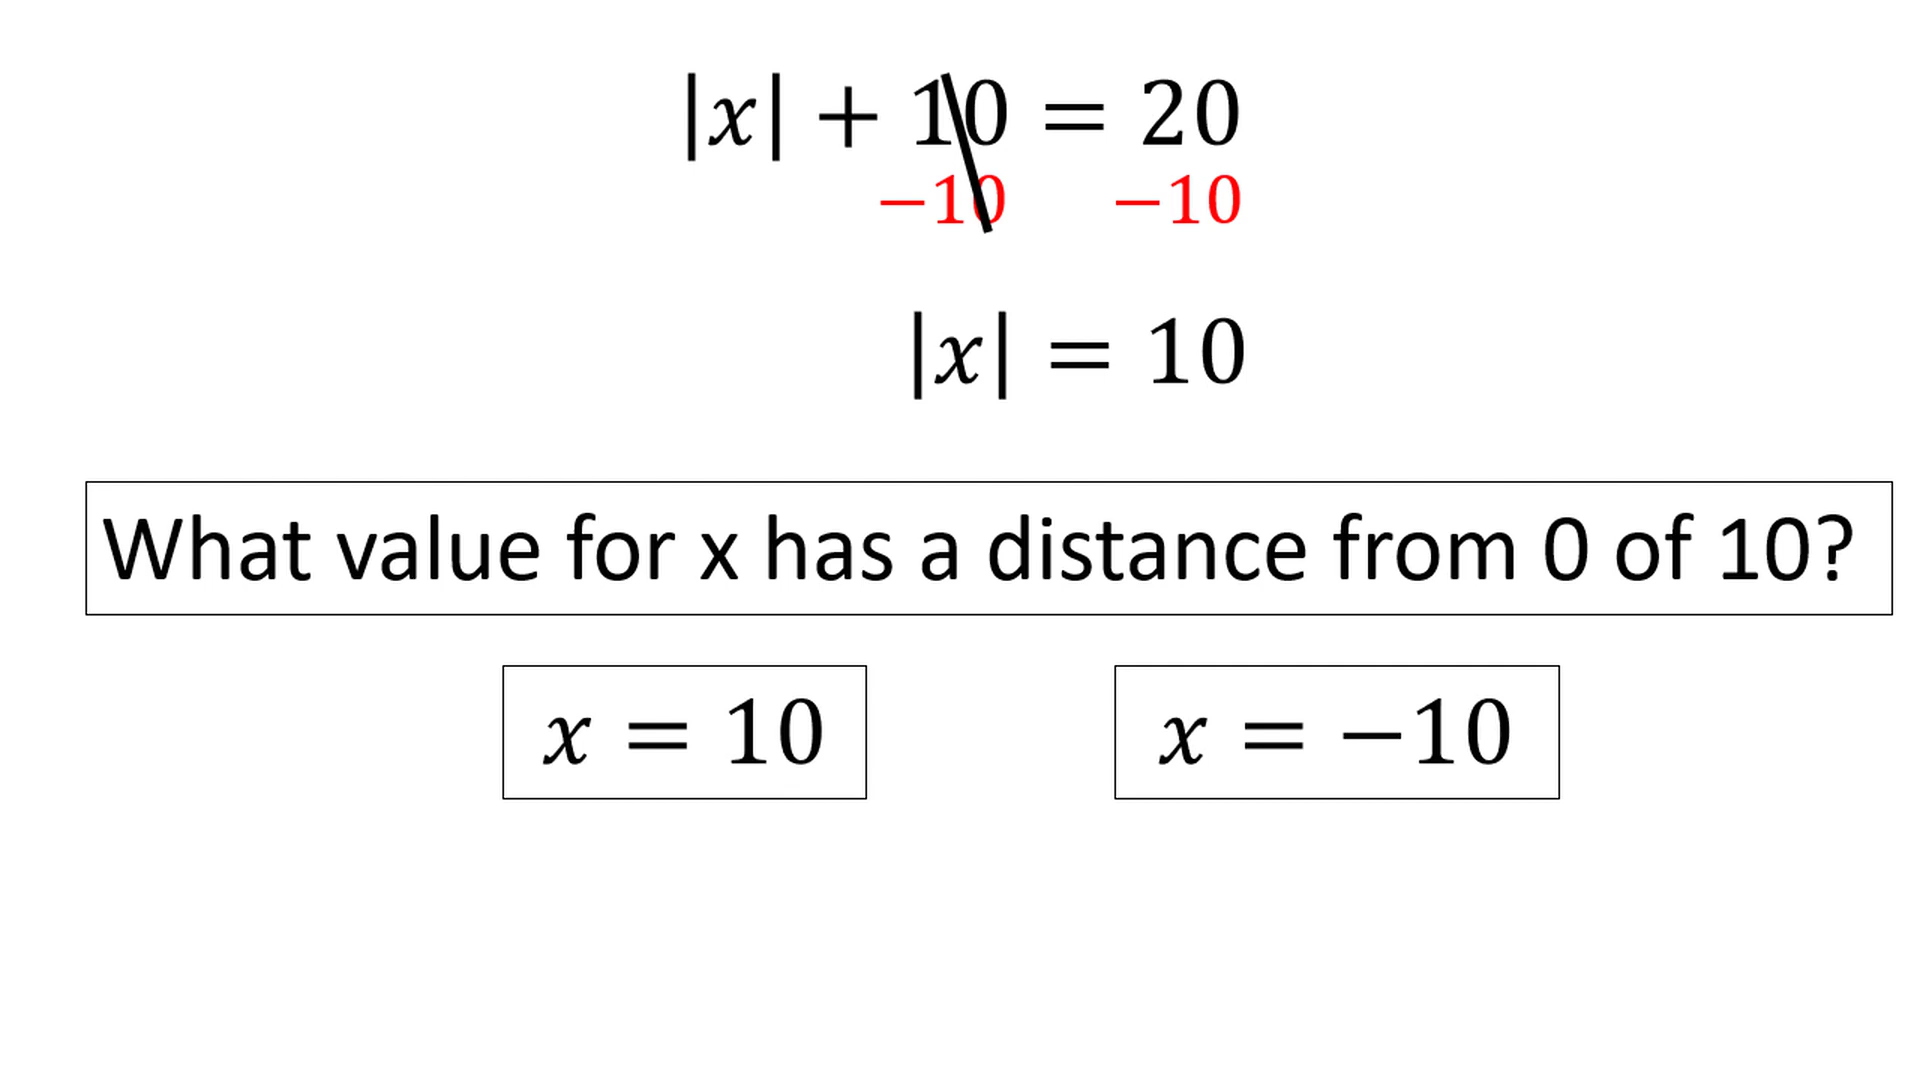 |x| + 10 = 20
−10 −10
|x| = 10
What value for x has a distance from 0 of 10?
x = 10 x = −10